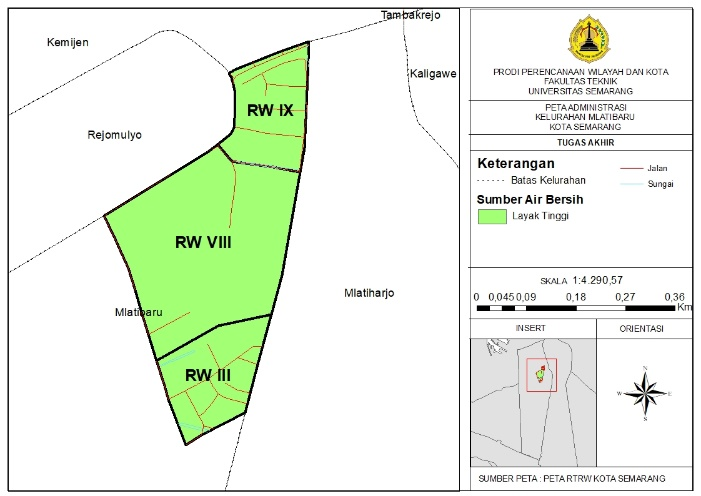 Tambakrejo
Kemijen
Kaligawe
Rejomulyo
RW IX
RW VIII
Mlatiharjo
Mlatibaru
RW III
PRODI PERENCANAAN WILAYAH DAN KOTA
FAKULTAS TEKNIK
UNIVERSITAS SEMARANG
PETA ADMINISTRASI
KELURAHAN MLATIBARU
KOTA SEMARANG
TUGAS AKHIR
Keterangan
Batas Kelurahan
Jalan
Sungai
Sumber Air Bersih
Layak Tinggi
SKALA 1:4.290,57
0 0,045 0,09 0,18 0,27 0,36
Km
INSERT
ORIENTASI
N
W E
S
SUMBER PETA : PETA RTRW KOTA SEMARANG